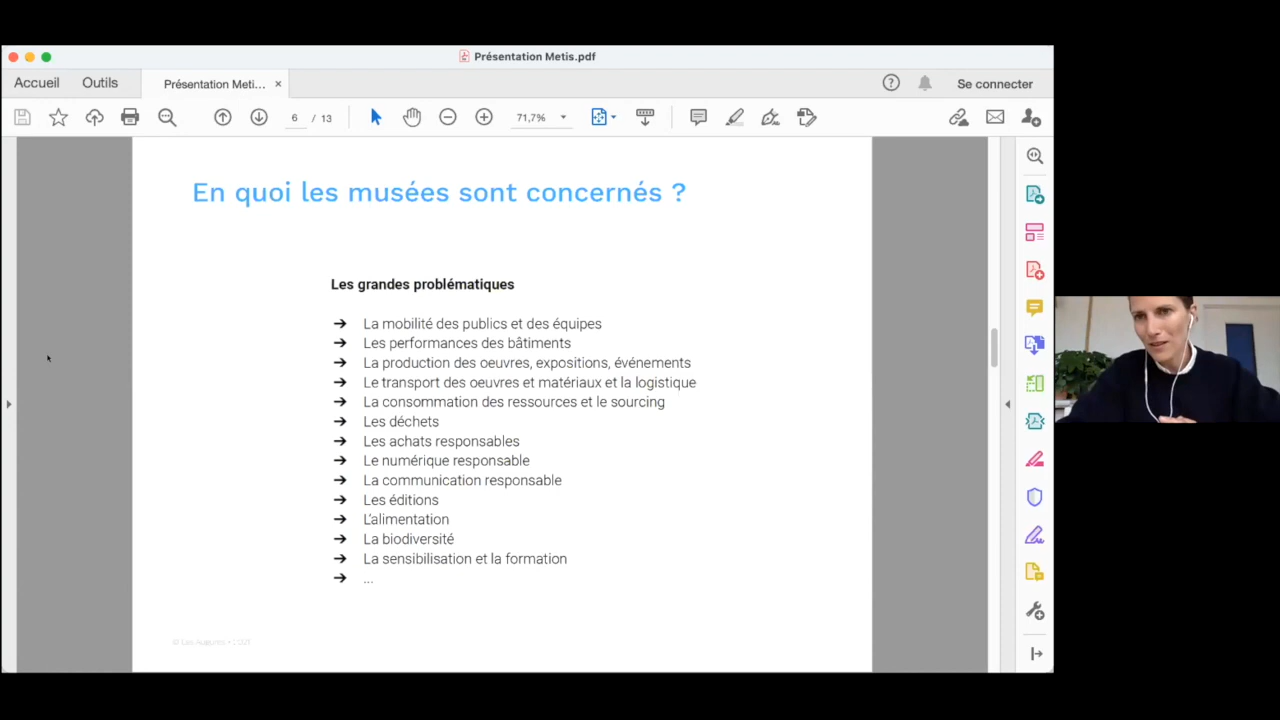 Présentation Metis.pdf
Accueil
Outils
Présentation Meti...
×
?
Se connecter
6 / 13
71,7%
En quoi les musées sont concernés ?
Les grandes problématiques
➔ La mobilité des publics et des équipes
➔ Les performances des bâtiments
➔ La production des oeuvres, expositions, événements
➔ Le transport des oeuvres et matériaux et la logistique
➔ La consommation des ressources et le sourcing
➔ Les déchets
➔ Les achats responsables
➔ Le numérique responsable
➔ La communication responsable
➔ Les éditions
➔ L'alimentation
➔ La biodiversité
➔ La sensibilisation et la formation
➔ ...